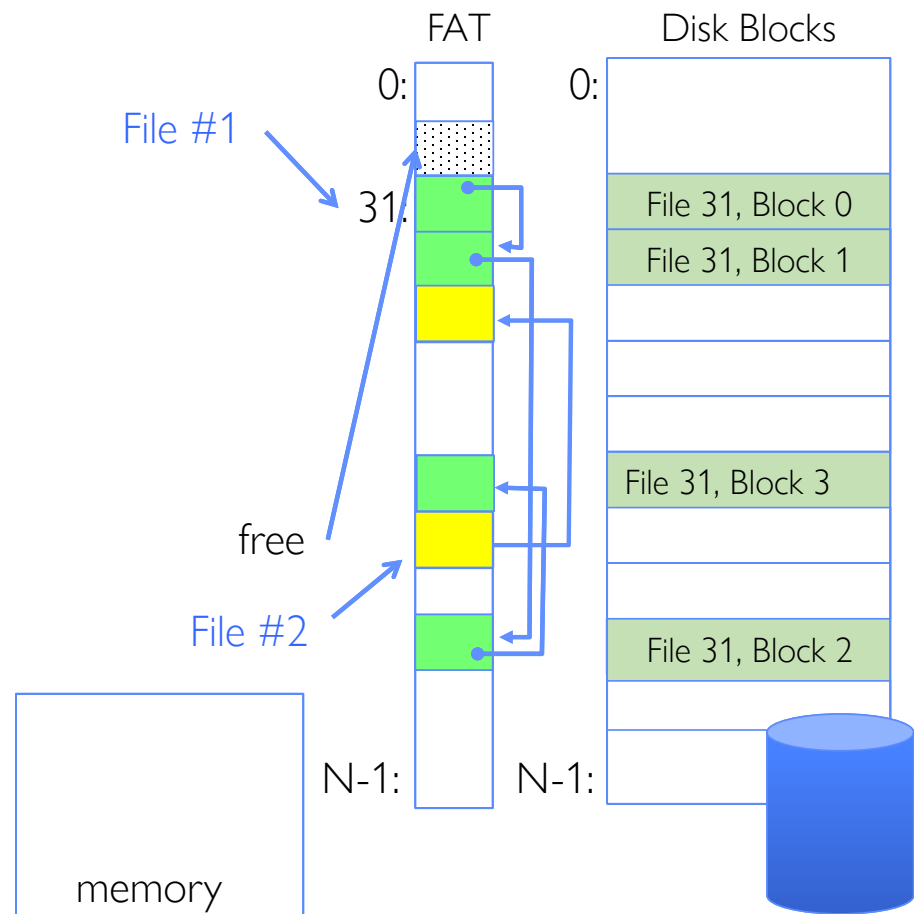 FAT
Disk Blocks
0:
0:
File #1
31:
File 31, Block 0
File 31, Block 1
File 31, Block 3
free
File #2
File 31, Block 2
N-1:
N-1:
memory